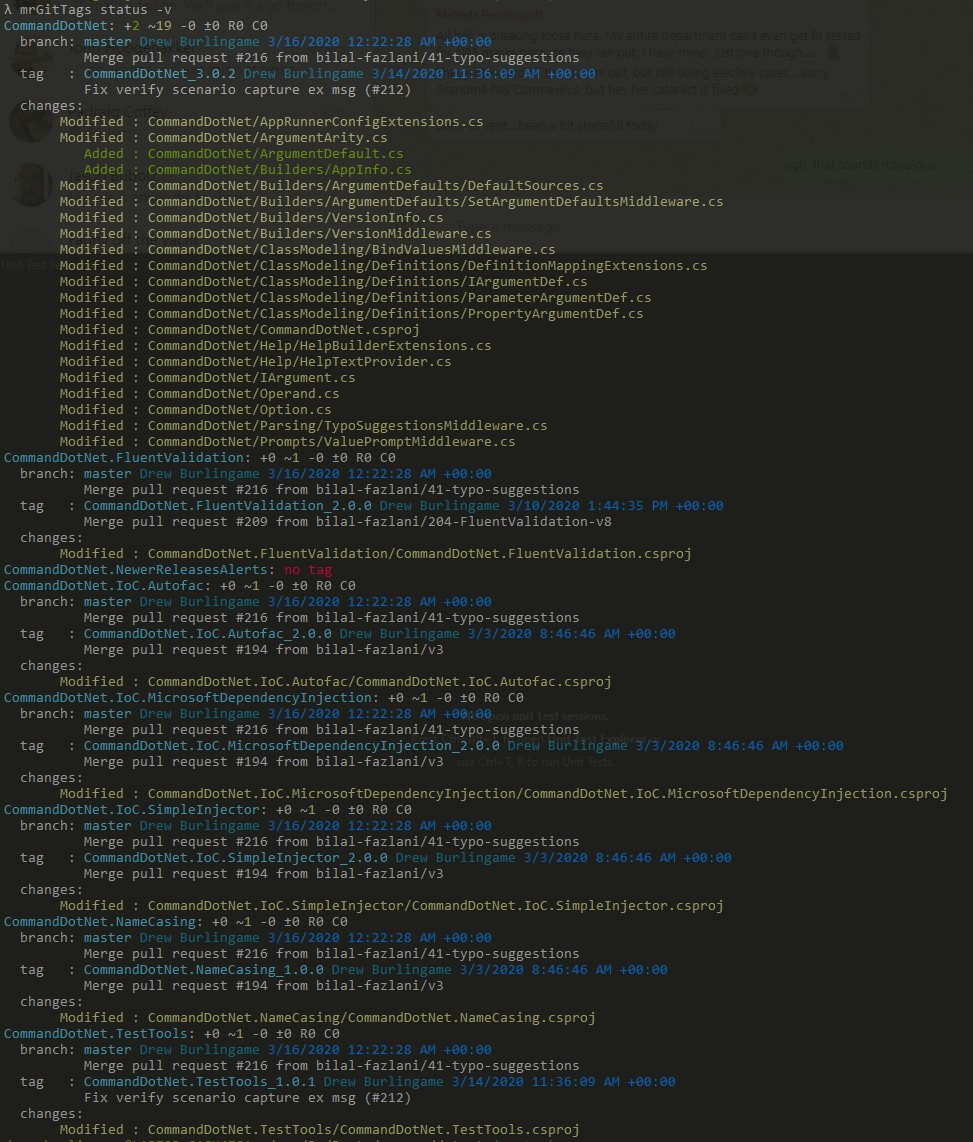 λ mrGitTags status -v
CommandDotNet: +2 ~19 -0 ±0 R0 C0
  branch: master Drew Burlingame 3/16/2020 12:22:28 AM +00:00
          Merge pull request #216 from bilal-fazlani/41-typo-suggestions
  tag   : CommandDotNet_3.0.2 Drew Burlingame 3/14/2020 11:36:09 AM +00:00
          Fix verify scenario capture ex msg (#212)
  changes:
       Modified : CommandDotNet/AppRunnerConfigExtensions.cs
       Modified : CommandDotNet/ArgumentArity.cs
          Added : CommandDotNet/ArgumentDefault.cs
          Added : CommandDotNet/Builders/AppInfo.cs
       Modified : CommandDotNet/Builders/ArgumentDefaults/DefaultSources.cs
       Modified : CommandDotNet/Builders/ArgumentDefaults/SetArgumentDefaultsMiddleware.cs
       Modified : CommandDotNet/Builders/VersionInfo.cs
       Modified : CommandDotNet/Builders/VersionMiddleware.cs
       Modified : CommandDotNet/ClassModeling/BindValuesMiddleware.cs
       Modified : CommandDotNet/ClassModeling/Definitions/DefinitionMappingExtensions.cs
       Modified : CommandDotNet/ClassModeling/Definitions/IArgumentDef.cs
       Modified : CommandDotNet/ClassModeling/Definitions/ParameterArgumentDef.cs
       Modified : CommandDotNet/ClassModeling/Definitions/PropertyArgumentDef.cs
       Modified : CommandDotNet/CommandDotNet.csproj
       Modified : CommandDotNet/Help/HelpBuilderExtensions.cs
       Modified : CommandDotNet/Help/HelpTextProvider.cs
       Modified : CommandDotNet/IArgument.cs
       Modified : CommandDotNet/Operand.cs
       Modified : CommandDotNet/Option.cs
       Modified : CommandDotNet/Parsing/TypoSuggestionsMiddleware.cs
       Modified : CommandDotNet/Prompts/ValuePromptMiddleware.cs
CommandDotNet.FluentValidation: +0 ~1 -0 ±0 R0 C0
  branch: master Drew Burlingame 3/16/2020 12:22:28 AM +00:00
          Merge pull request #216 from bilal-fazlani/41-typo-suggestions
  tag   : CommandDotNet.FluentValidation_2.0.0 Drew Burlingame 3/10/2020 1:44:35 PM +00:00
          Merge pull request #209 from bilal-fazlani/204-FluentValidation-v8
  changes:
       Modified : CommandDotNet.FluentValidation/CommandDotNet.FluentValidation.csproj
CommandDotNet.NewerReleasesAlerts: no tag
CommandDotNet.IoC.Autofac: +0 ~1 -0 ±0 R0 C0
  branch: master Drew Burlingame 3/16/2020 12:22:28 AM +00:00
          Merge pull request #216 from bilal-fazlani/41-typo-suggestions
  tag   : CommandDotNet.IoC.Autofac_2.0.0 Drew Burlingame 3/3/2020 8:46:46 AM +00:00
          Merge pull request #194 from bilal-fazlani/v3
  changes:
       Modified : CommandDotNet.IoC.Autofac/CommandDotNet.IoC.Autofac.csproj
CommandDotNet.IoC.MicrosoftDependencyInjection: +0 ~1 -0 ±0 R0 C0
  branch: master Drew Burlingame 3/16/2020 12:22:28 AM +00:00
          Merge pull request #216 from bilal-fazlani/41-typo-suggestions
  tag   : CommandDotNet.IoC.MicrosoftDependencyInjection_2.0.0 Drew Burlingame 3/3/2020 8:46:46 AM +00:00
          Merge pull request #194 from bilal-fazlani/v3
  changes:
       Modified : CommandDotNet.IoC.MicrosoftDependencyInjection/CommandDotNet.IoC.MicrosoftDependencyInjection.csproj
CommandDotNet.IoC.SimpleInjector: +0 ~1 -0 ±0 R0 C0
  branch: master Drew Burlingame 3/16/2020 12:22:28 AM +00:00
          Merge pull request #216 from bilal-fazlani/41-typo-suggestions
  tag   : CommandDotNet.IoC.SimpleInjector_2.0.0 Drew Burlingame 3/3/2020 8:46:46 AM +00:00
          Merge pull request #194 from bilal-fazlani/v3
  changes:
       Modified : CommandDotNet.IoC.SimpleInjector/CommandDotNet.IoC.SimpleInjector.csproj
CommandDotNet.NameCasing: +0 ~1 -0 ±0 R0 C0
  branch: master Drew Burlingame 3/16/2020 12:22:28 AM +00:00
          Merge pull request #216 from bilal-fazlani/41-typo-suggestions
  tag   : CommandDotNet.NameCasing_1.0.0 Drew Burlingame 3/3/2020 8:46:46 AM +00:00
          Merge pull request #194 from bilal-fazlani/v3
  changes:
       Modified : CommandDotNet.NameCasing/CommandDotNet.NameCasing.csproj
CommandDotNet.TestTools: +0 ~1 -0 ±0 R0 C0
  branch: master Drew Burlingame 3/16/2020 12:22:28 AM +00:00
          Merge pull request #216 from bilal-fazlani/41-typo-suggestions
  tag   : CommandDotNet.TestTools_1.0.1 Drew Burlingame 3/14/2020 11:36:09 AM +00:00
          Fix verify scenario capture ex msg (#212)
  changes:
       Modified : CommandDotNet.TestTools/CommandDotNet.TestTools.csproj